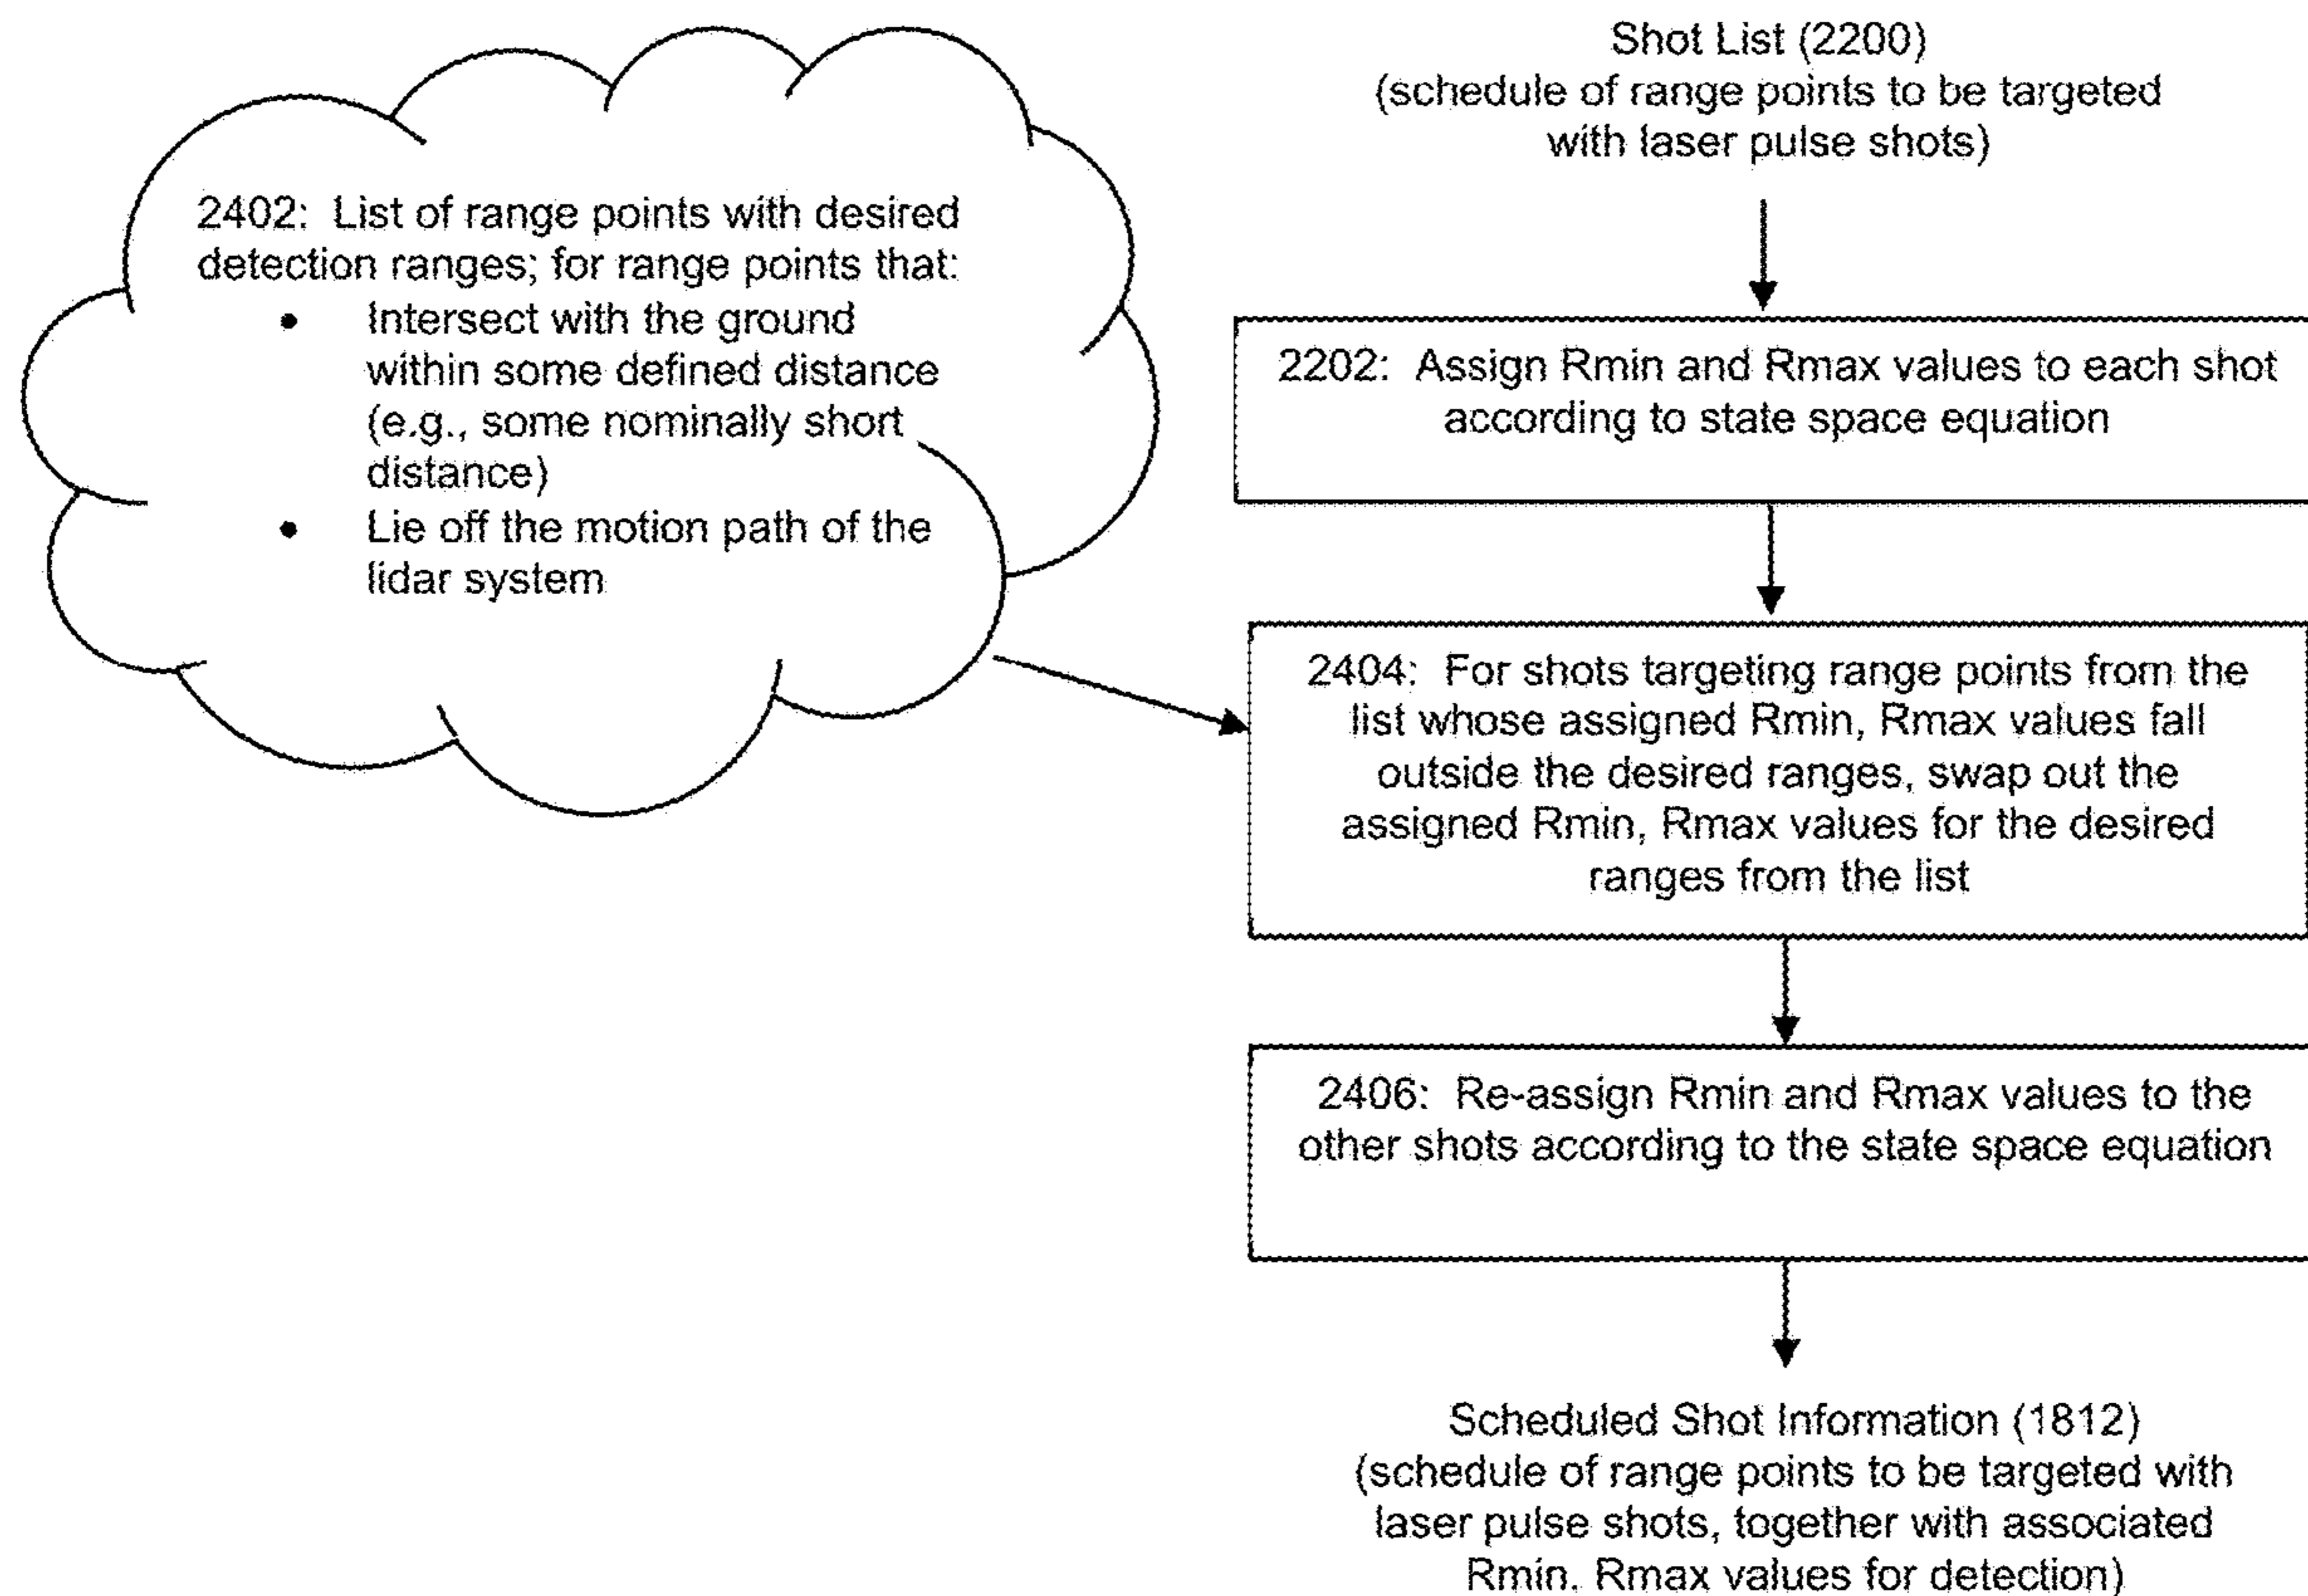 Shot List (2200)
(schedule of range points to be targeted
with laser pulse shots)
2402: List of range points with desired
detection ranges; for range points that:
• Intersect with the ground
within some defined distance
(e.g., some nominally short
distance)
• Lie off the motion path of the
lidar system
2202: Assign Rmin and Rmax values to each shot
according to state space equation
2404: For shots targeting range points from the
list whose assigned Rmin, Rmax values fall
outside the desired ranges, swap out the
assigned Rmin, Rmax values for the desired
ranges from the list
2406: Re-assign Rmin and Rmax values to the
other shots according to the state space equation
Scheduled Shot Information (1812)
(schedule of range points to be targeted with
laser pulse shots, together with associated
Rmin, Rmax values for detection)